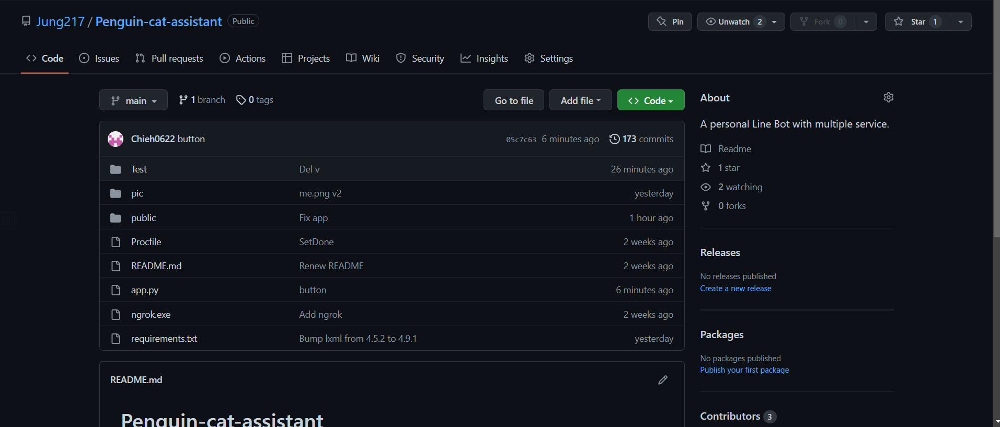 Jung217 / Penguin-cat-assistant Public
Pin Unwatch 2 Fork 0 Star 1
Code Issues Pull requests Actions Projects Wiki Security Insights Settings
main 1 branch 0 tags Go to file Add file Code
Chieh0622 button 05c7c63 6 minutes ago 173 commits
Test Del v 26 minutes ago
pic me.png v2 yesterday
public Fix app 1 hour ago
Procfile SetDone 2 weeks ago
README.md Renew README 2 weeks ago
app.py button 6 minutes ago
ngrok.exe Add ngrok 2 weeks ago
requirements.txt Bump lxml from 4.5.2 to 4.9.1 yesterday
README.md
Penguin-cat-assistant
About
A personal Line Bot with multiple service.
Readme
1 star
2 watching
0 forks
Releases
No releases published
Create a new release
Packages
No packages published
Publish your first package
Contributors 3